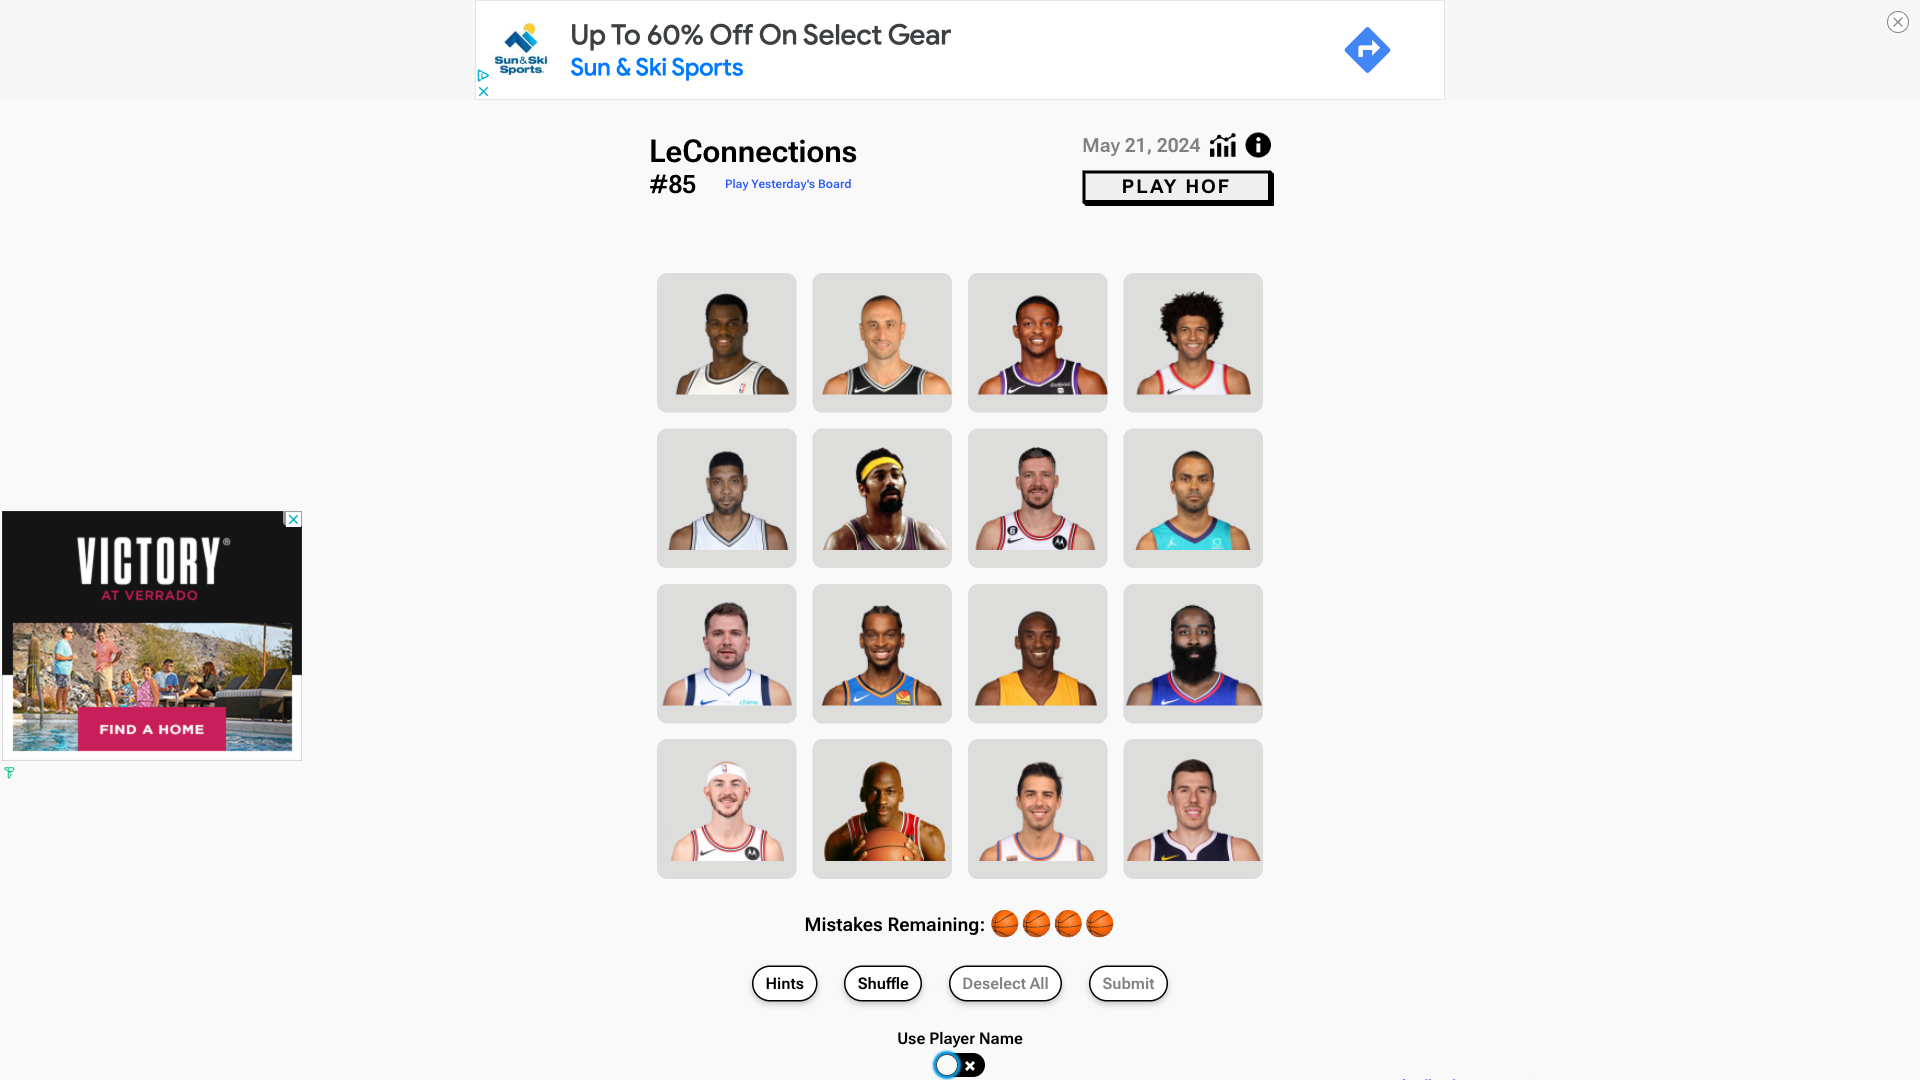 Up To 60% Off On Select Gear
Sun & Ski Sports
Sun&Ski
Sports
LeConnections
#85
Play Yesterday's Board
May 21, 2024
PLAY HOF
VICTORY®
AT VERRADO
FIND A HOME
Mistakes Remaining:
Hints
Shuffle
Deselect All
Submit
Use Player Name